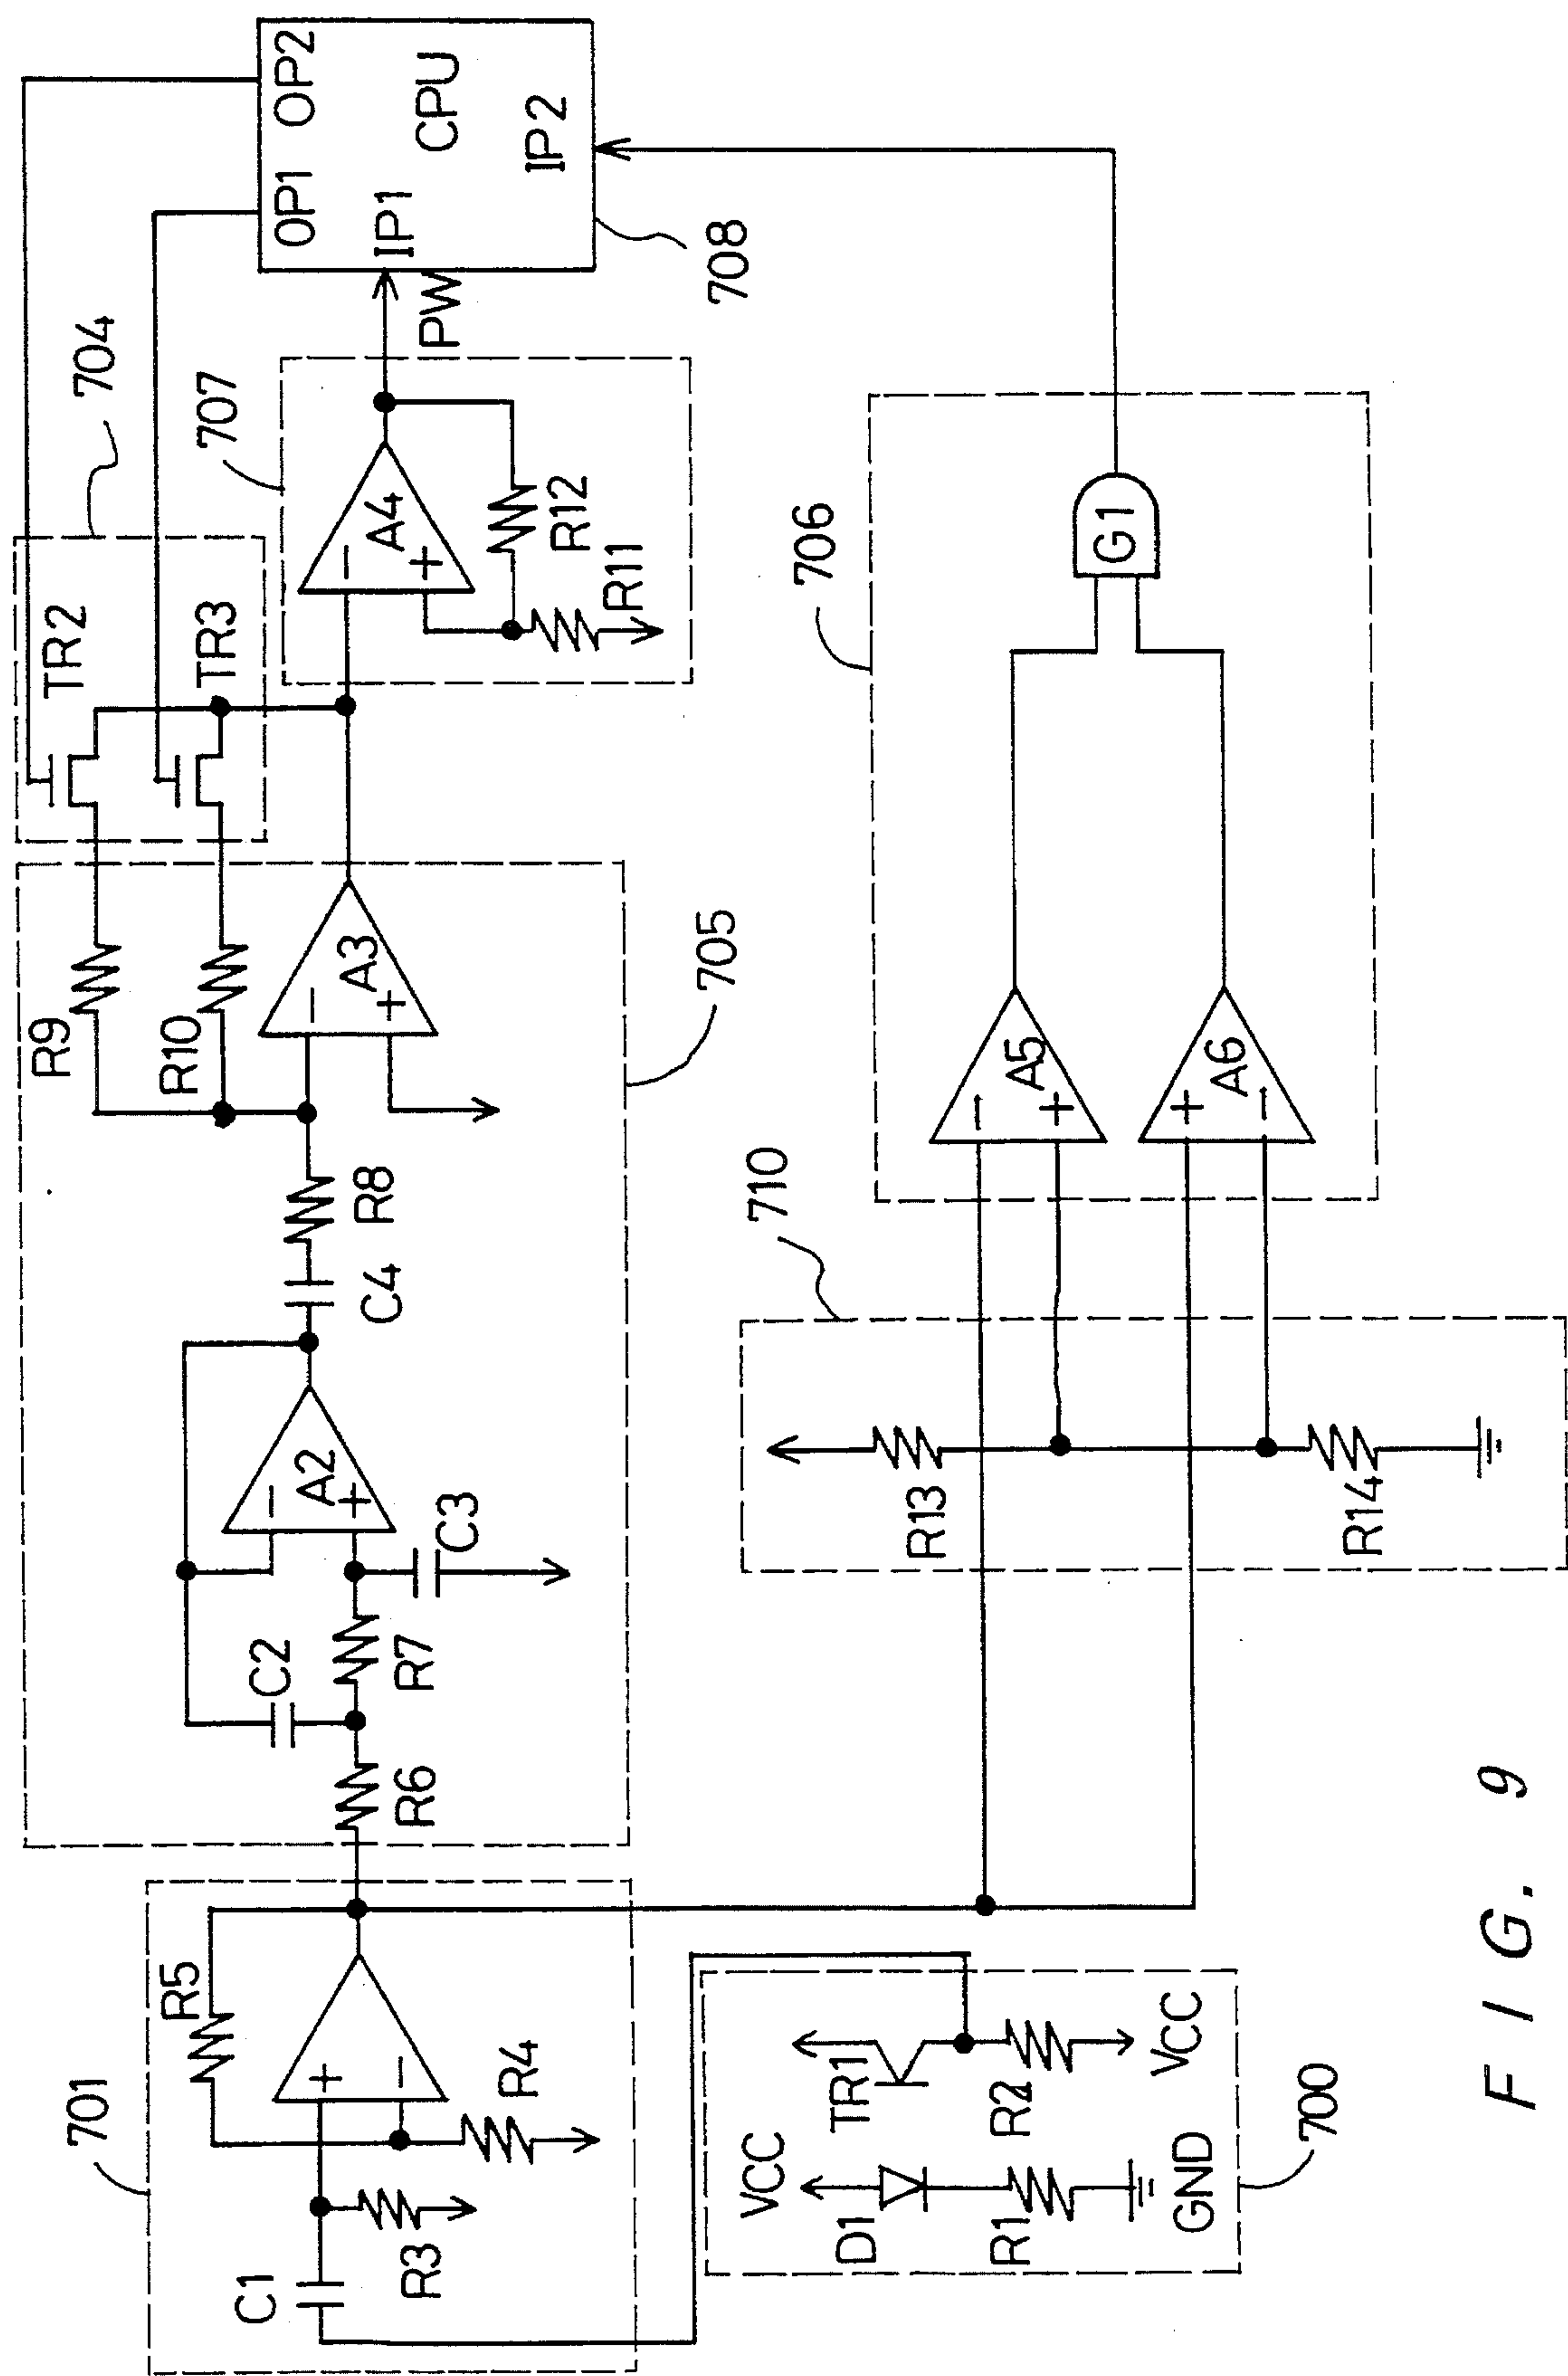 704
TR2
TR3
OP1 OP2
CPU
IP1
IP2
PW
708
707
A4
R12
R11
R9
R10
A3
705
R8
C4
A2
C3
C2
R7
R6
701
R5
R4
C1
R3
706
G1
A5
A6
710
R13
R14
700
VCC
D1
R1
GND
TR1
R2
VCC
- +
- +
- +
+ -
- +
+ -
FIG. 9